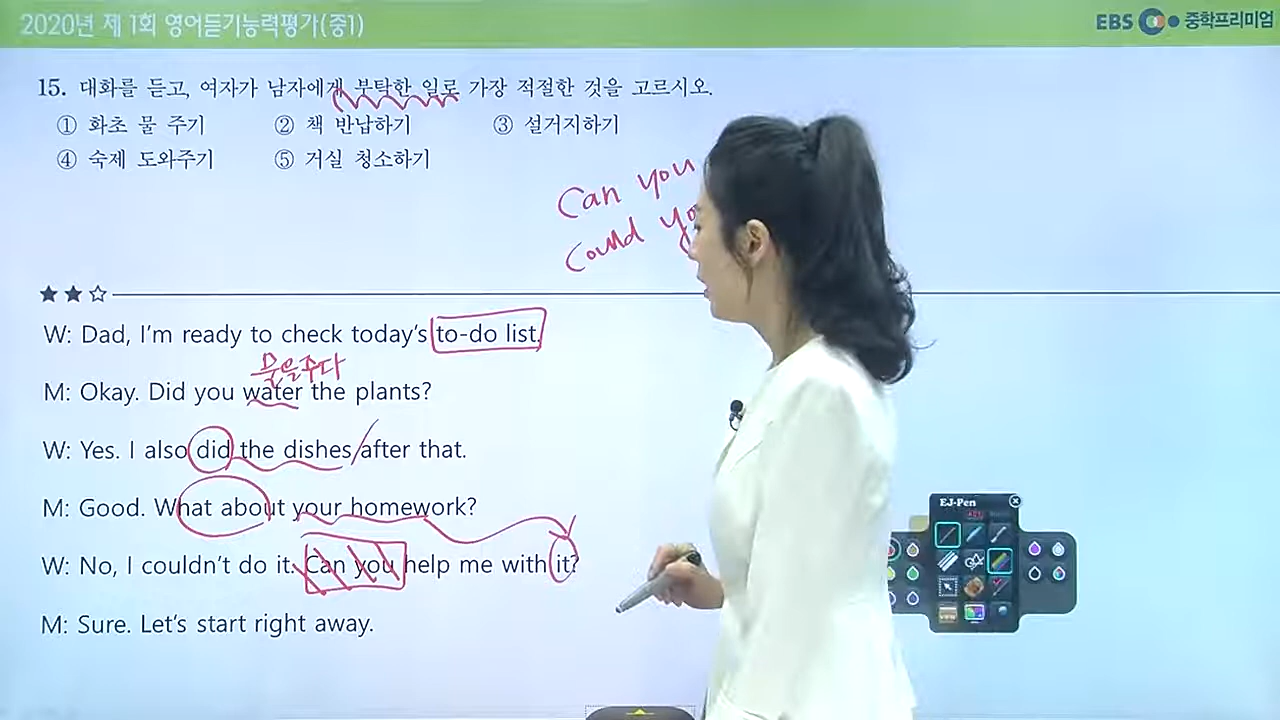 2020년 제 1회 영어듣기능력평가(중1)
EBS 중학프리미엄
15. 대화를 듣고, 여자가 남자에게 부탁한 일로 가장 적절한 것을 고르시오.
① 화초 물 주기 ② 책 반납하기 ③ 설거지하기
④ 숙제 도와주기 ⑤ 거실 청소하기
Can you
Could yo
★★☆
W: Dad, I'm ready to check today's to-do list.
물을주다
M: Okay. Did you water the plants?
W: Yes. I also did the dishes after that.
M: Good. What about your homework?
W: No, I couldn't do it. Can you help me with it?
M: Sure. Let's start right away.
EJ-Pen